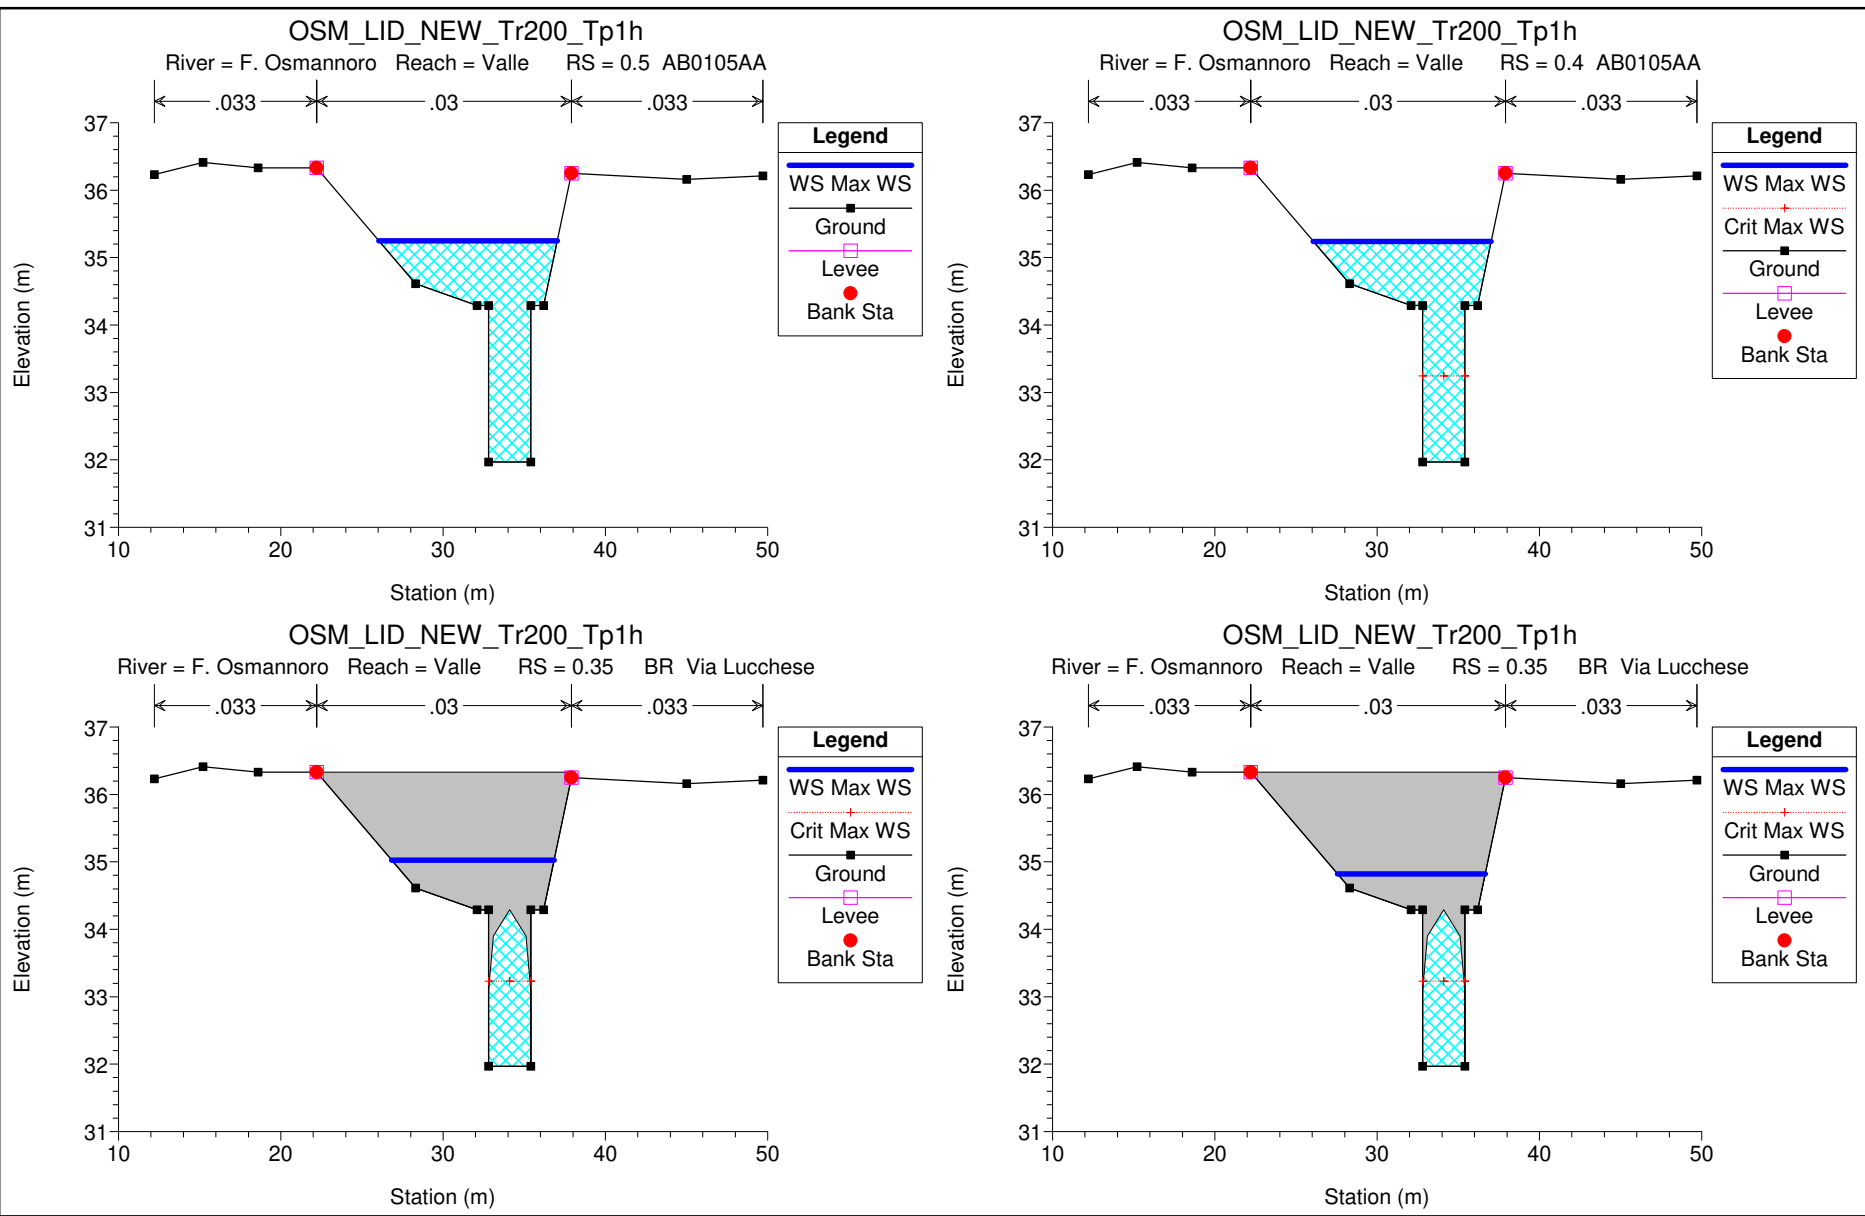 OSM_LID_NEW_Tr200_Tp1h
River = F. Osmannoro Reach = Valle RS = 0.5 AB0105AA
.033 .03 .033
37
36
35
34
33
32
31
10 20 30 40 50
Elevation (m)
Station (m)
Legend
WS Max WS
Ground
Levee
Bank Sta
OSM_LID_NEW_Tr200_Tp1h
River = F. Osmannoro Reach = Valle RS = 0.4 AB0105AA
.033 .03 .033
37
36
35
34
33
32
31
10 20 30 40 50
Elevation (m)
Station (m)
Legend
WS Max WS
Crit Max WS
Ground
Levee
Bank Sta
OSM_LID_NEW_Tr200_Tp1h
River = F. Osmannoro Reach = Valle RS = 0.35 BR Via Lucchese
.033 .03 .033
37
36
35
34
33
32
31
10 20 30 40 50
Elevation (m)
Station (m)
Legend
WS Max WS
Crit Max WS
Ground
Levee
Bank Sta
OSM_LID_NEW_Tr200_Tp1h
River = F. Osmannoro Reach = Valle RS = 0.35 BR Via Lucchese
.033 .03 .033
37
36
35
34
33
32
31
10 20 30 40 50
Elevation (m)
Station (m)
Legend
WS Max WS
Crit Max WS
Ground
Levee
Bank Sta